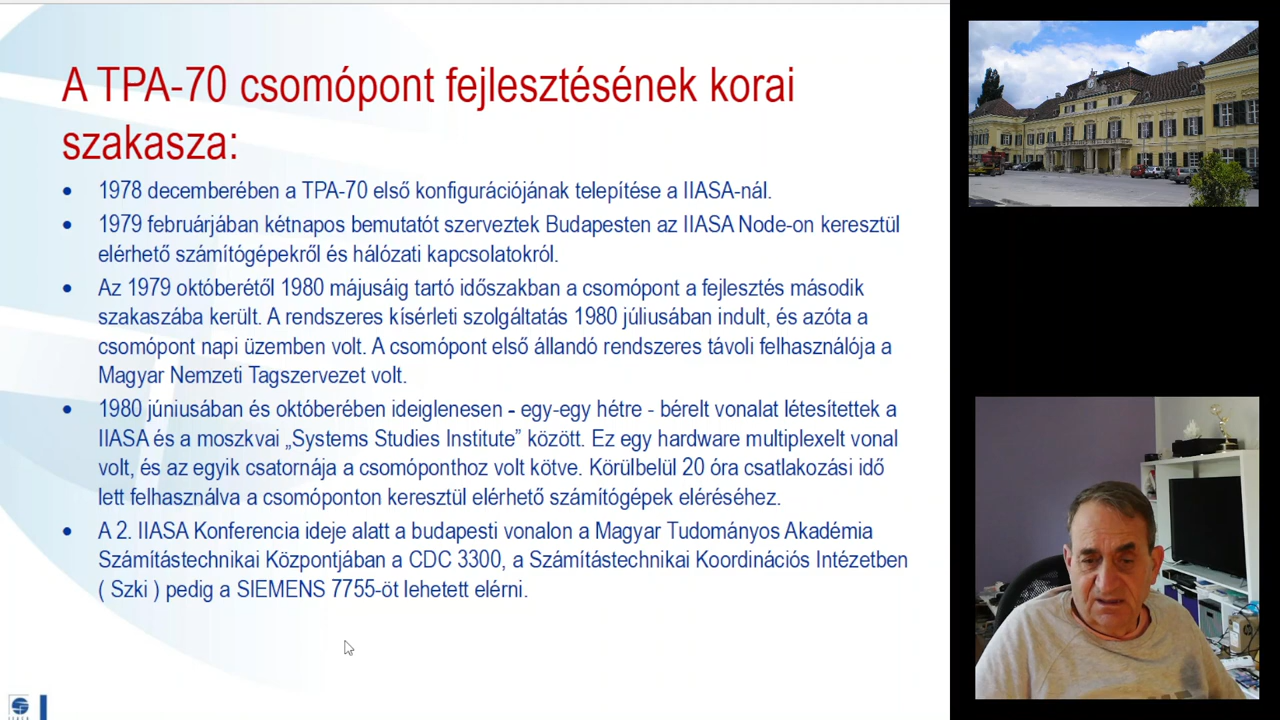 A TPA-70 csomópont fejlesztésének korai
szakasza:
• 1978 decemberében a TPA-70 első konfigurációjának telepítése a IIASA-nál.
• 1979 februárjában kétnapos bemutatót szerveztek Budapesten az IIASA Node-on keresztül
elérhető számítógépekről és hálózati kapcsolatokról.
• Az 1979 októberétől 1980 májusáig tartó időszakban a csomópont a fejlesztés második
szakaszába került. A rendszeres kísérleti szolgáltatás 1980 júliusában indult, és azóta a
csomópont napi üzemben volt. A csomópont első állandó rendszeres távoli felhasználója a
Magyar Nemzeti Tagszervezet volt.
• 1980 júniusában és októberében ideiglenesen - egy-egy hétre - bérelt vonalat létesítettek a
IIASA és a moszkvai „Systems Studies Institute” között. Ez egy hardware multiplexelt vonal
volt, és az egyik csatornája a csomóponthoz volt kötve. Körülbelül 20 óra csatlakozási idő
lett felhasználva a csomóponton keresztül elérhető számítógépek eléréséhez.
• A 2. IIASA Konferencia ideje alatt a budapesti vonalon a Magyar Tudományos Akadémia
Számítástechnikai Központjában a CDC 3300, a Számítástechnikai Koordinációs Intézetben
( Szki ) pedig a SIEMENS 7755-öt lehetett elérni.
IIASA